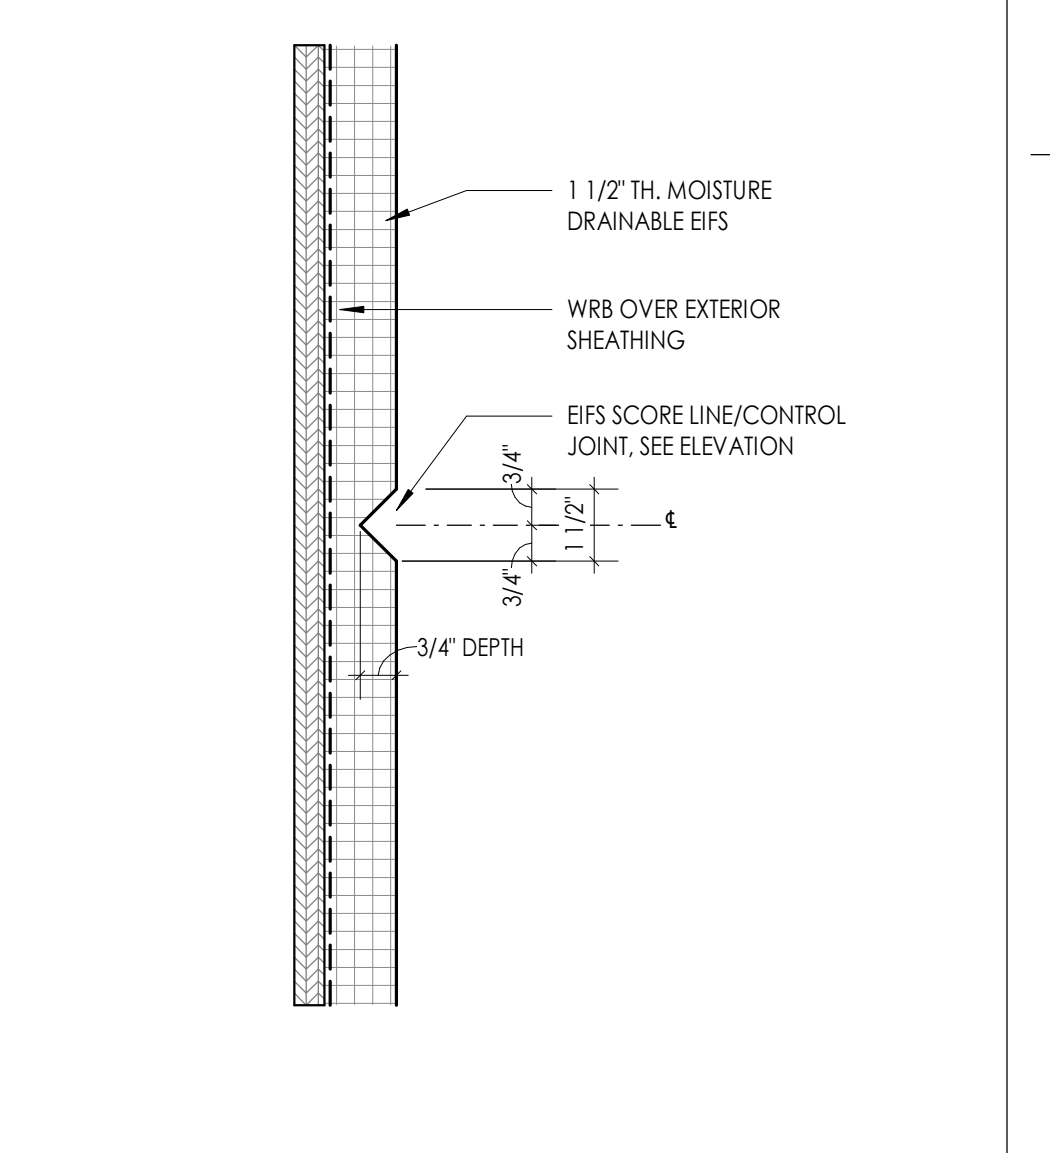 1 1/2" TH. MOISTURE
DRAINABLE EIFS
WRB OVER EXTERIOR
SHEATHING
EIFS SCORE LINE/CONTROL
JOINT, SEE ELEVATION
3/4"
1 1/2"
℄
3/4"
3/4" DEPTH